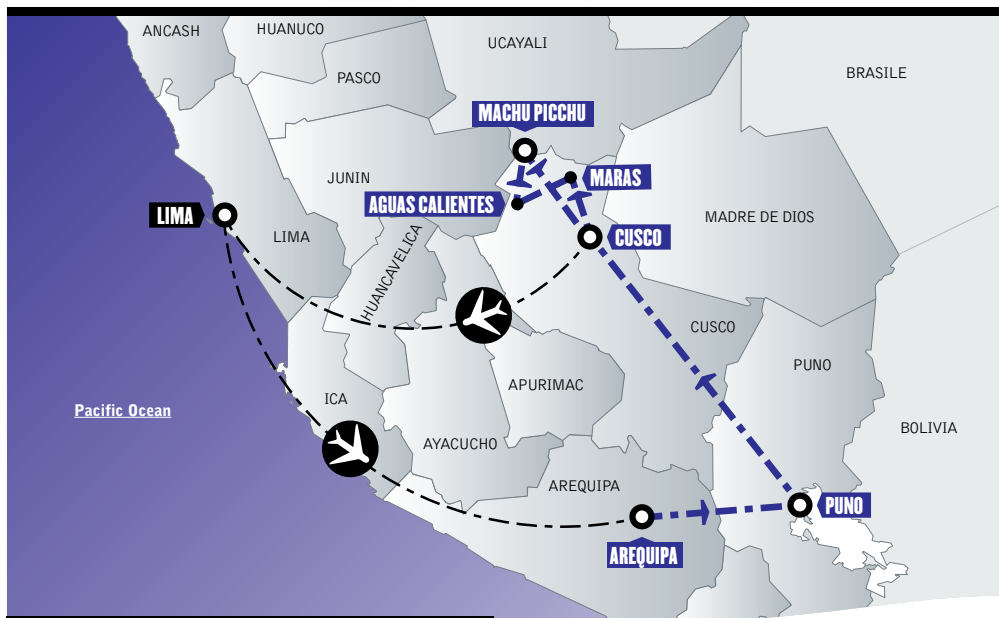 ANCASH
HUANUCO
UCAYALI
PASCO
BRASILE
MACHU PICCHU
JUNIN
MARAS
AGUAS CALIENTES
LIMA
MADRE DE DIOS
LIMA
CUSCO
HUANCAVELICA
CUSCO
PUNO
APURIMAC
ICA
Pacific Ocean
BOLIVIA
AYACUCHO
AREQUIPA
PUNO
AREQUIPA